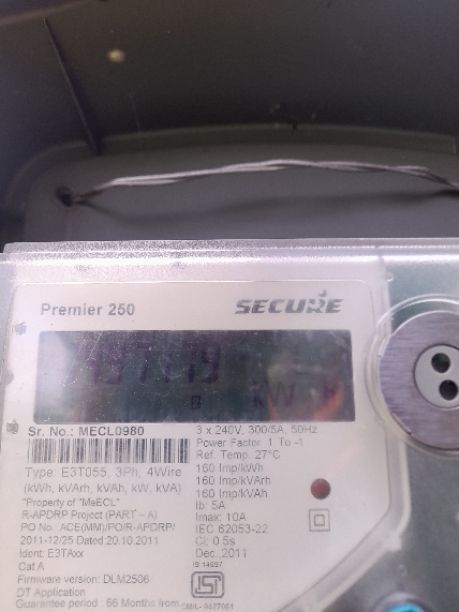 Premier 250
SECURE
kW h
Sr. No.: MECL0980
3 x 240V, 300/5A, 50Hz
Power Factor 1 To -1
Ref. Temp. 27°C
Type: E3T055, 3Ph, 4Wire
160 Imp/kWh
(kWh, kVArh, kVAh, kW, kVA)
160 Imp/kVArh
"Property of "MeECL"
160 Imp/kVAh
R-APDRP Project (PART - A)
Ib: 5A
PO No.: ACE(MM)/PO/R-APDRP/
Imax: 10A
2011-12/25 Dated:20.10.2011
IEC 62053-22
Ident: E3TAxx
Cl: 0.5s
Cat A
Dec.,2011
Firmware version: DLM2506
IS 14697
DT Application
Guarantee period : 66 Months from